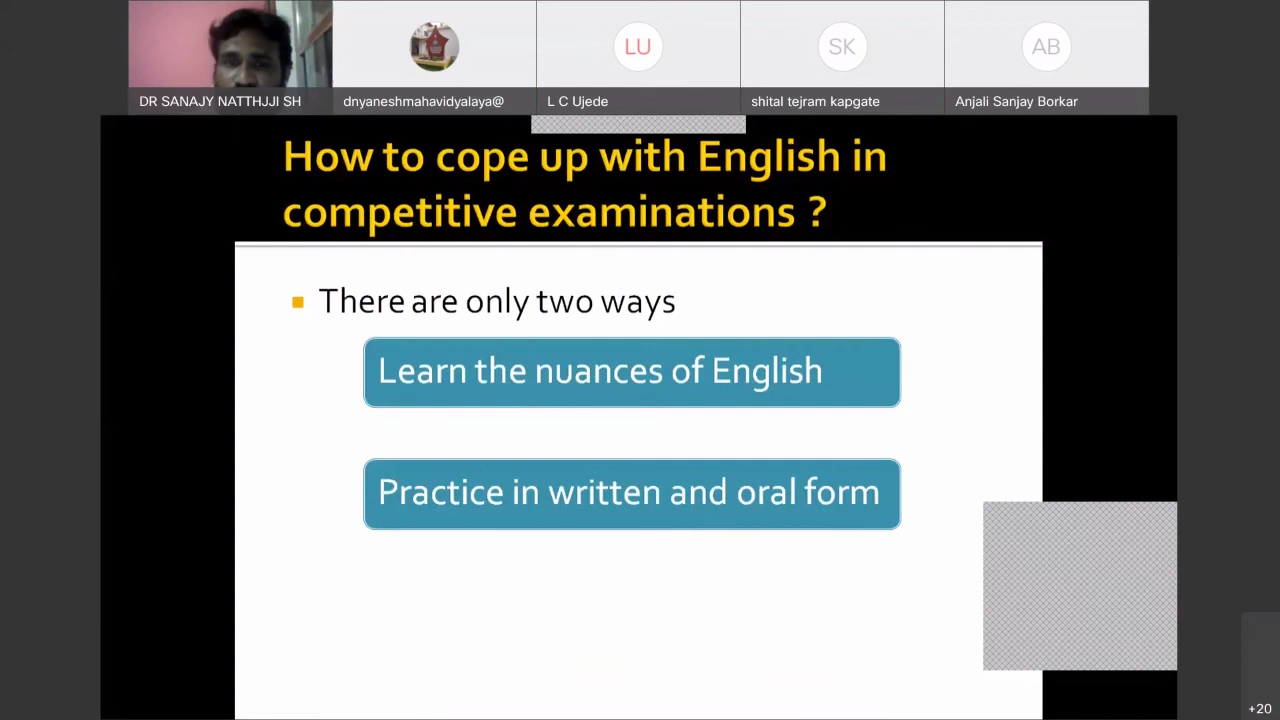 DR SANAJY NATTHJJI SH
dnyaneshmahavidyalaya@
LU
L C Ujede
SK
shital tejram kapgate
AB
Anjali Sanjay Borkar
How to cope up with English in
competitive examinations ?
There are only two ways
Learn the nuances of English
Practice in written and oral form
+20